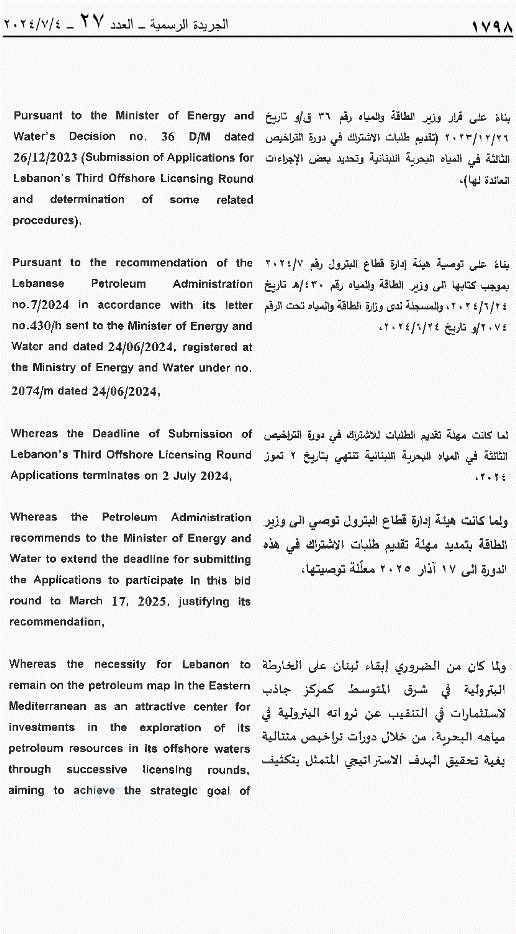 ١٧٩٨
الجريدة الرسمية ــ العدد ٢٧ ــ ٢٠٢٤/٧/٤
Pursuant to the Minister of Energy and
Water's Decision no. 36 D/M dated
26/12/2023 (Submission of Applications for
Lebanon's Third Offshore Licensing Round
and determination of some related
procedures),
بناءً على قرار وزير الطاقة والمياه رقم ٣٦ ق/و تاريخ
٢٠٢٣/١٢/٢٦ (تقديم طلبات الاشتراك في دورة التراخيص
الثالثة في المياه البحرية اللبنانية وتحديد بعض الإجراءات
العائدة لها)،
Pursuant to the recommendation of the
Lebanese Petroleum Administration
no.7/2024 in accordance with its letter
no.430/h sent to the Minister of Energy and
Water and dated 24/06/2024, registered at
the Ministry of Energy and Water under no.
2074/m dated 24/06/2024,
بناءً على توصية هيئة إدارة قطاع البترول رقم ٢٠٢٤/٧
بموجب كتابها الى وزير الطاقة والمياه رقم ٤٣٠/هـ تاريخ
٢٠٢٤/٦/٢٤، والمسجلة لدى وزارة الطاقة والمياه تحت الرقم
٢٠٧٤/و تاريخ ٢٠٢٤/٦/٢٤،
Whereas the Deadline of Submission of
Lebanon's Third Offshore Licensing Round
Applications terminates on 2 July 2024,
لما كانت مهلة تقديم الطلبات للاشتراك في دورة التراخيص
الثالثة في المياه البحرية اللبنانية تنتهي بتاريخ ٢ تموز
٢٠٢٤،
Whereas the Petroleum Administration
recommends to the Minister of Energy and
Water to extend the deadline for submitting
the Applications to participate in this bid
round to March 17, 2025, justifying its
recommendation,
ولما كانت هيئة إدارة قطاع البترول توصي الى وزير
الطاقة بتمديد مهلة تقديم طلبات الاشتراك في هذه
الدورة الى ١٧ آذار ٢٠٢٥ معلّلة توصيتها،
Whereas the necessity for Lebanon to
remain on the petroleum map in the Eastern
Mediterranean as an attractive center for
investments in the exploration of its
petroleum resources in its offshore waters
through successive licensing rounds,
aiming to achieve the strategic goal of
ولما كان من الضروري إبقاء لبنان على الخارطة
البترولية في شرق المتوسط كمركز جاذب
لاستثمارات في التنقيب عن ثرواته البترولية في
مياهه البحرية، من خلال دورات تراخيص متتالية
بغية تحقيق الهدف الاستراتيجي المتمثل بتكثيف